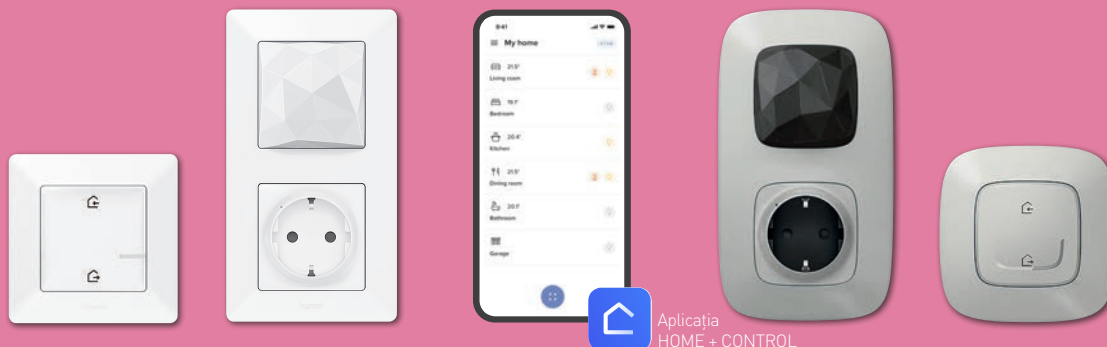 9:41
My home
21.5°
Living room
19.1°
Bedroom
20.4°
Kitchen
21.5°
Dining room
20.1°
Bathroom
Garage
Aplicația
HOME + CONTROL